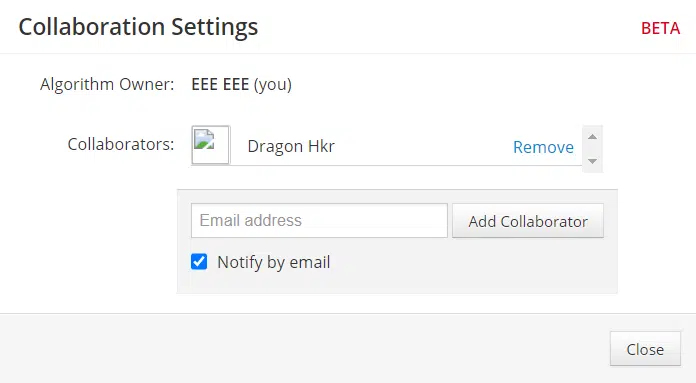 Collaboration Settings BETA
Algorithm Owner: EEE EEE (you)
Collaborators: Dragon Hkr Remove
Email address Add Collaborator
Notify by email
Close